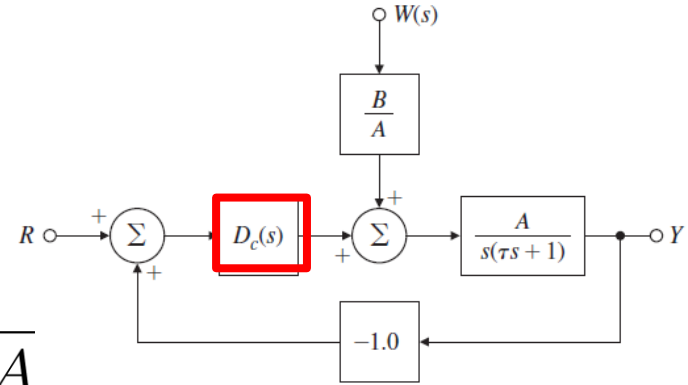 W(s)
B
A
+
+
R
Σ
D_c(s)
Σ
A
s(τs + 1)
Y
+
+
−1.0
A